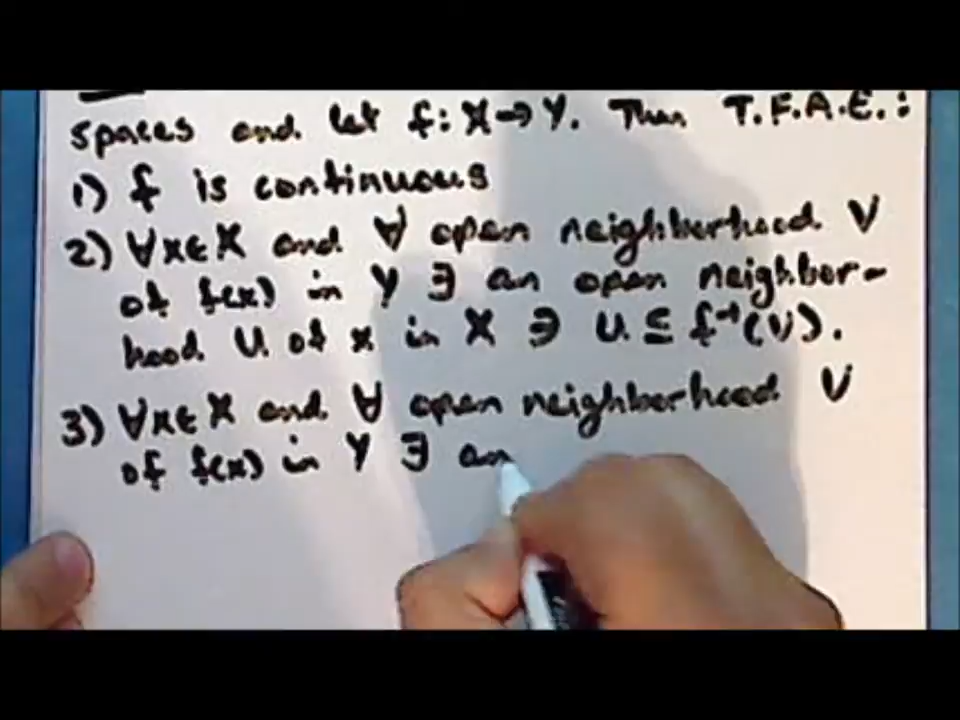 spaces and let f: X→Y. Then T.F.A.E.:
1) f is continuous
2) ∀x∈X and ∀ open neighborhood V
of f(x) in Y ∃ an open neighbor-
hood U of x in X ∋ U ⊆ f⁻¹(V).
3) ∀x∈X and ∀ open neighborhood V
of f(x) in Y ∃ an